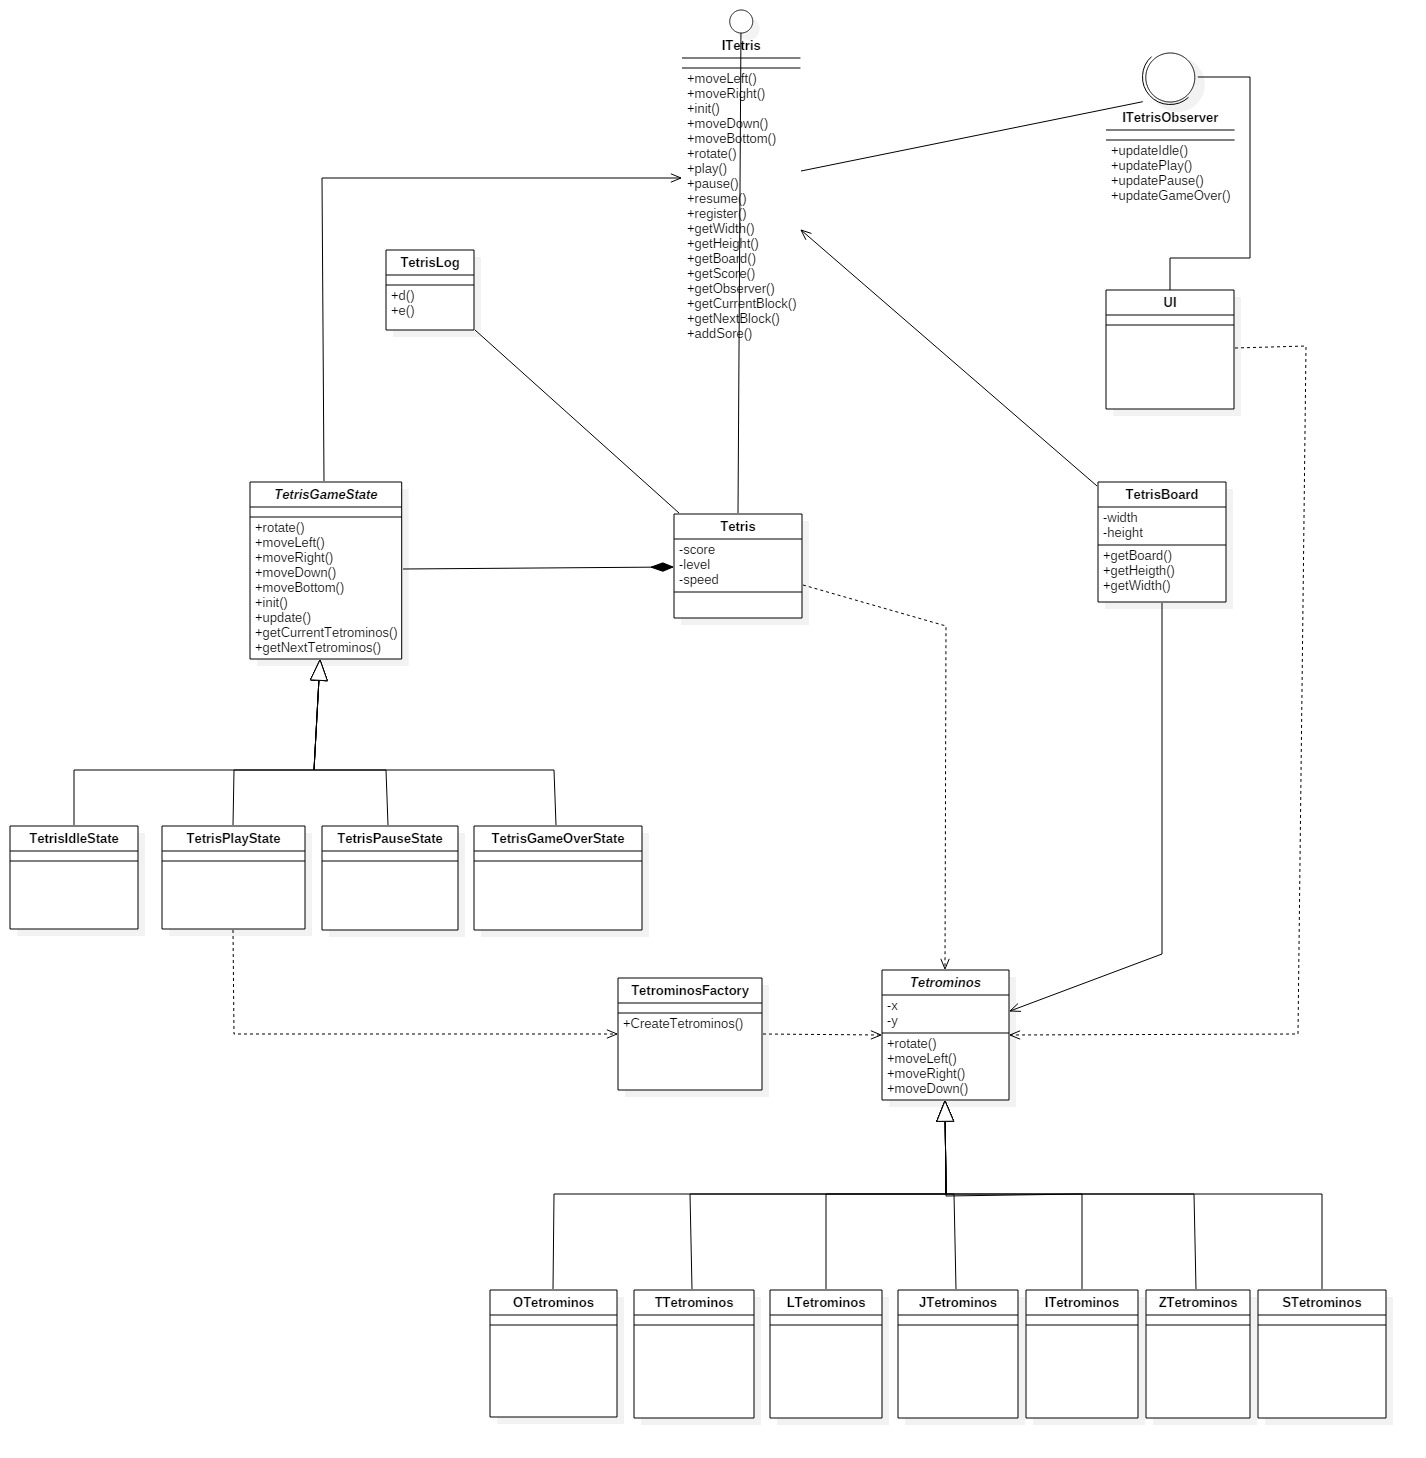 ITetris
+moveLeft()
+moveRight()
+init()
+moveDown()
+moveBottom()
+rotate()
+play()
+pause()
+resume()
+register()
+getWidth()
+getHeight()
+getBoard()
+getScore()
+getObserver()
+getCurrentBlock()
+getNextBlock()
+addSore()
ITetrisObserver
+updateIdle()
+updatePlay()
+updatePause()
+updateGameOver()
TetrisLog
+d()
+e()
UI
TetrisGameState
+rotate()
+moveLeft()
+moveRight()
+moveDown()
+moveBottom()
+init()
+update()
+getCurrentTetrominos()
+getNextTetrominos()
Tetris
-score
-level
-speed
TetrisBoard
-width
-height
+getBoard()
+getHeigth()
+getWidth()
TetrisIdleState
TetrisPlayState
TetrisPauseState
TetrisGameOverState
TetrominosFactory
+CreateTetrominos()
Tetrominos
-x
-y
+rotate()
+moveLeft()
+moveRight()
+moveDown()
OTetrominos
TTetrominos
LTetrominos
JTetrominos
ITetrominos
ZTetrominos
STetrominos